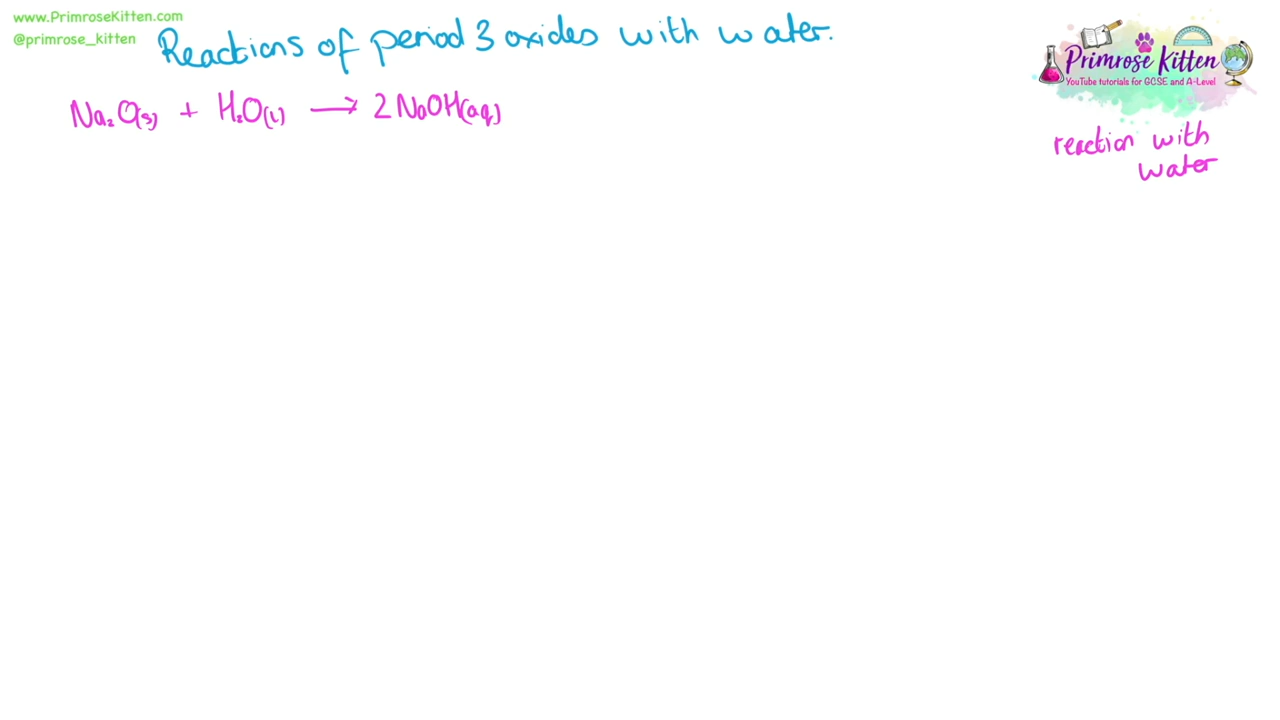 www.PrimroseKitten.com
@primrose_kitten
Reactions of period 3 oxides with water.
Primrose Kitten
YouTube tutorials for GCSE and A-Level
Na₂O(s) + H₂O(l) → 2NaOH(aq)
reaction with
water